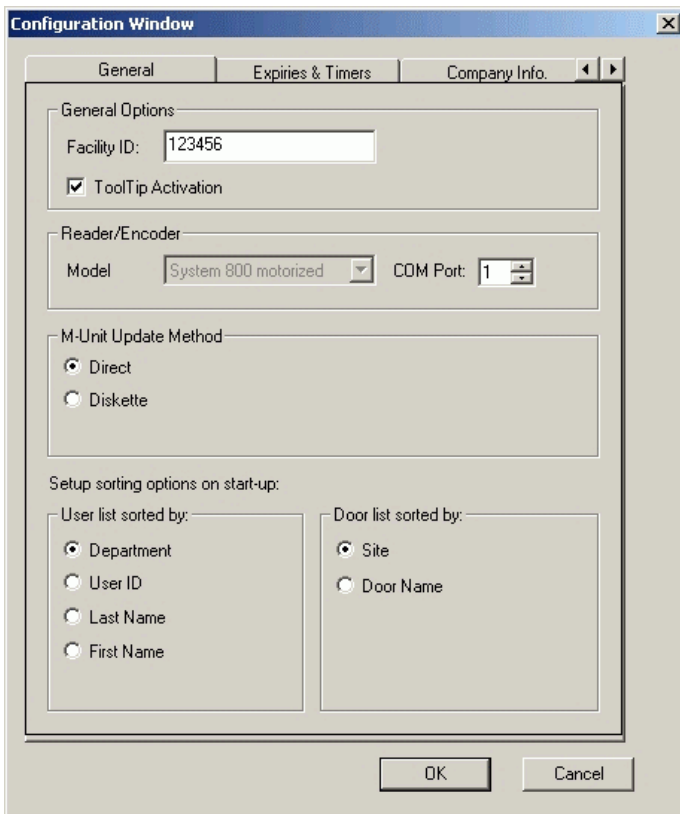 Configuration Window
General Expiries & Timers Company Info.
General Options
Facility ID: 123456
ToolTip Activation
Reader/Encoder
Model System 800 motorized COM Port: 1
M-Unit Update Method
Direct
Diskette
Setup sorting options on start-up:
User list sorted by: Door list sorted by:
Department Site
User ID Door Name
Last Name
First Name
OK Cancel